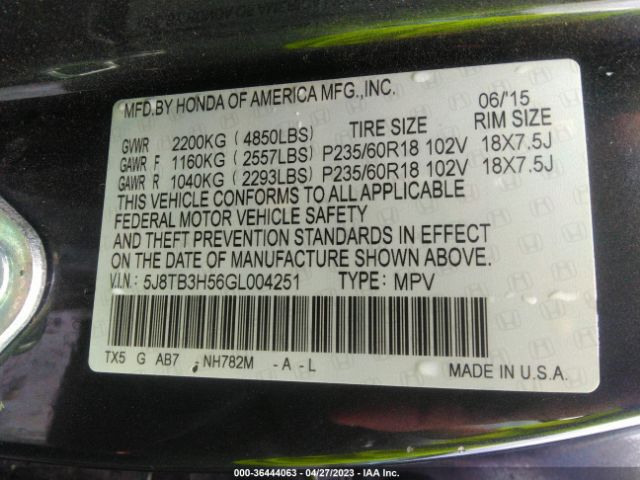 MFD.BY HONDA OF AMERICA MFG.,INC. 06/'15
GVWR 2200KG (4850LBS) TIRE SIZE RIM SIZE
GAWR F 1160KG (2557LBS) P235/60R18 102V 18X7.5J
GAWR R 1040KG (2293LBS) P235/60R18 102V 18X7.5J
THIS VEHICLE CONFORMS TO ALL APPLICABLE
FEDERAL MOTOR VEHICLE SAFETY
AND THEFT PREVENTION STANDARDS IN EFFECT
ON THE DATE OF MANUFACTURE SHOWN ABOVE.
V.I.N.: 5J8TB3H56GL004251 TYPE: MPV
TX5 G AB7 - NH782M - A - L
MADE IN U.S.A.
000-36444063 - 04/27/2023 - IAA Inc.